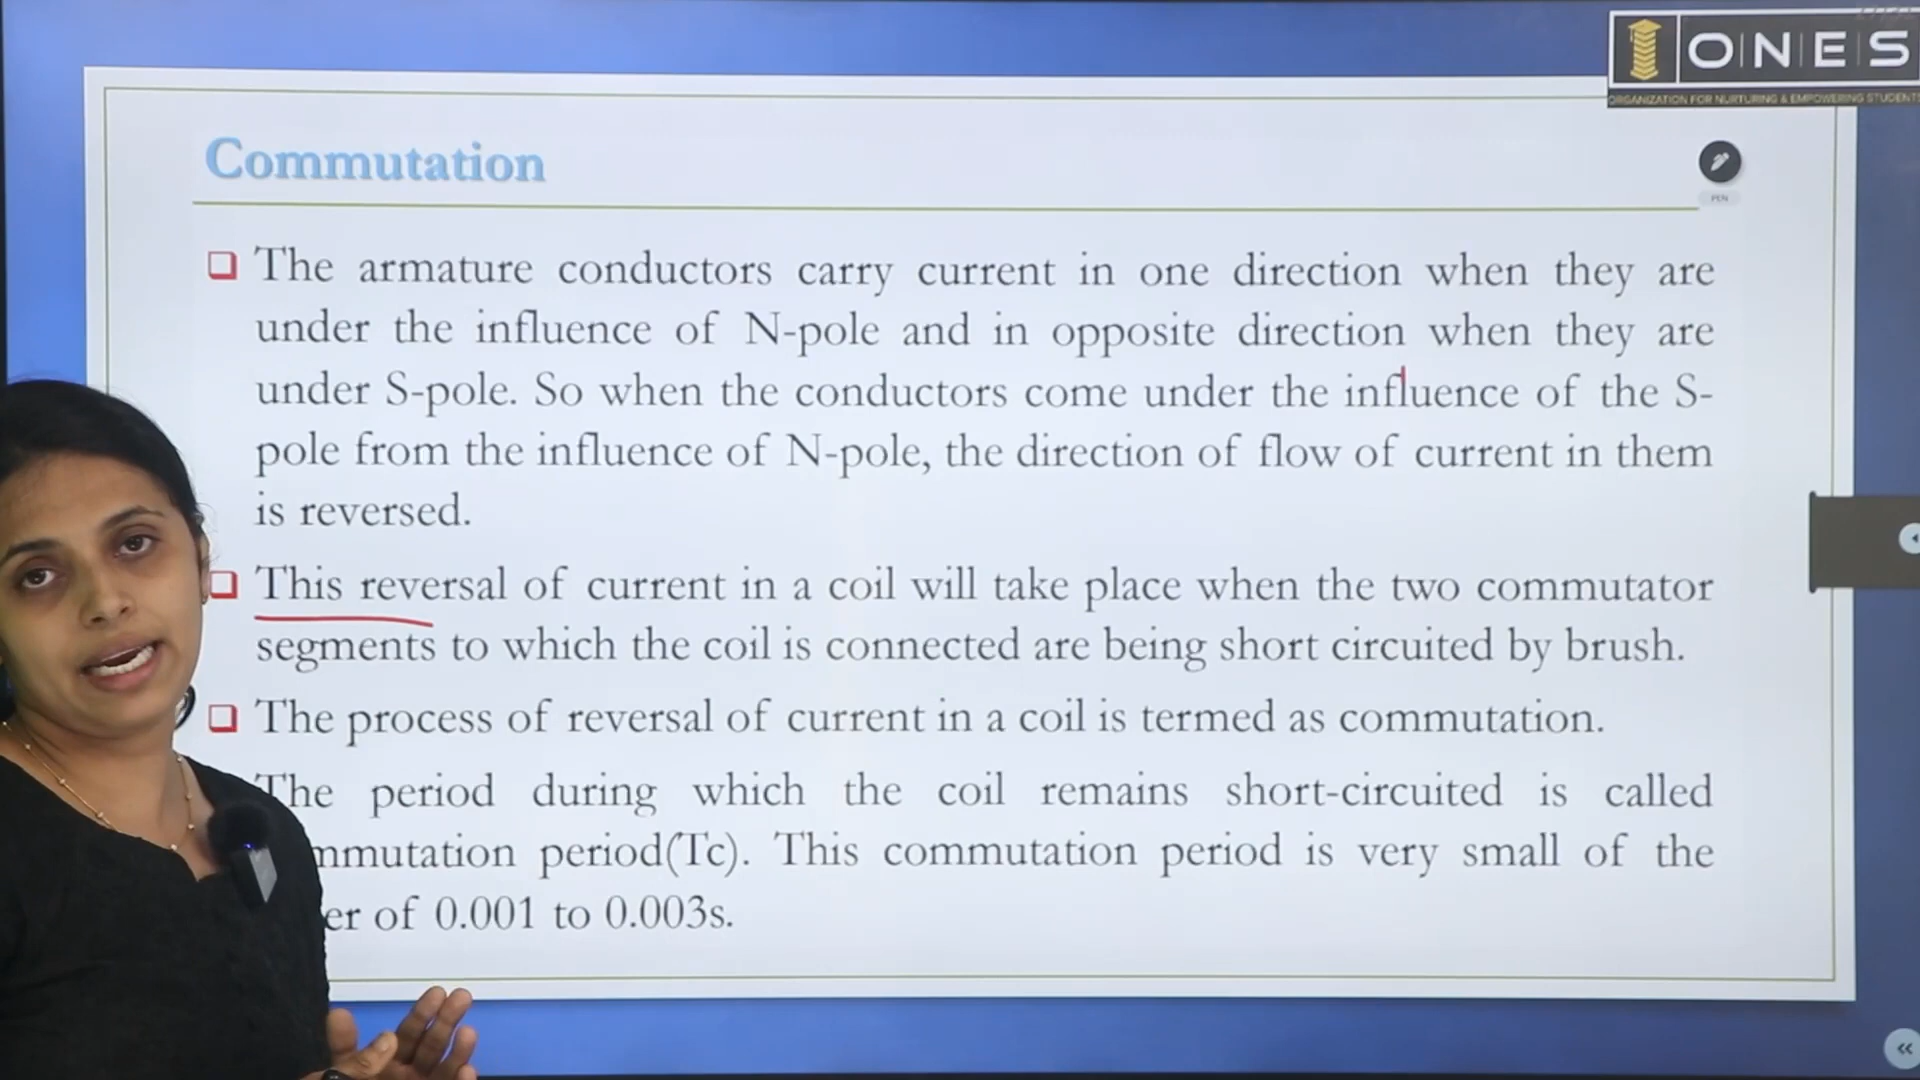 O|N|E|S
ORGANIZATION FOR NURTURING & EMPOWERING STUDENTS
Commutation
PEN
The armature conductors carry current in one direction when they are
under the influence of N-pole and in opposite direction when they are
under S-pole. So when the conductors come under the influence of the S-
pole from the influence of N-pole, the direction of flow of current in them
is reversed.
This reversal of current in a coil will take place when the two commutator
segments to which the coil is connected are being short circuited by brush.
The process of reversal of current in a coil is termed as commutation.
The period during which the coil remains short-circuited is called
mmutation period(Tc). This commutation period is very small of the
er of 0.001 to 0.003s.